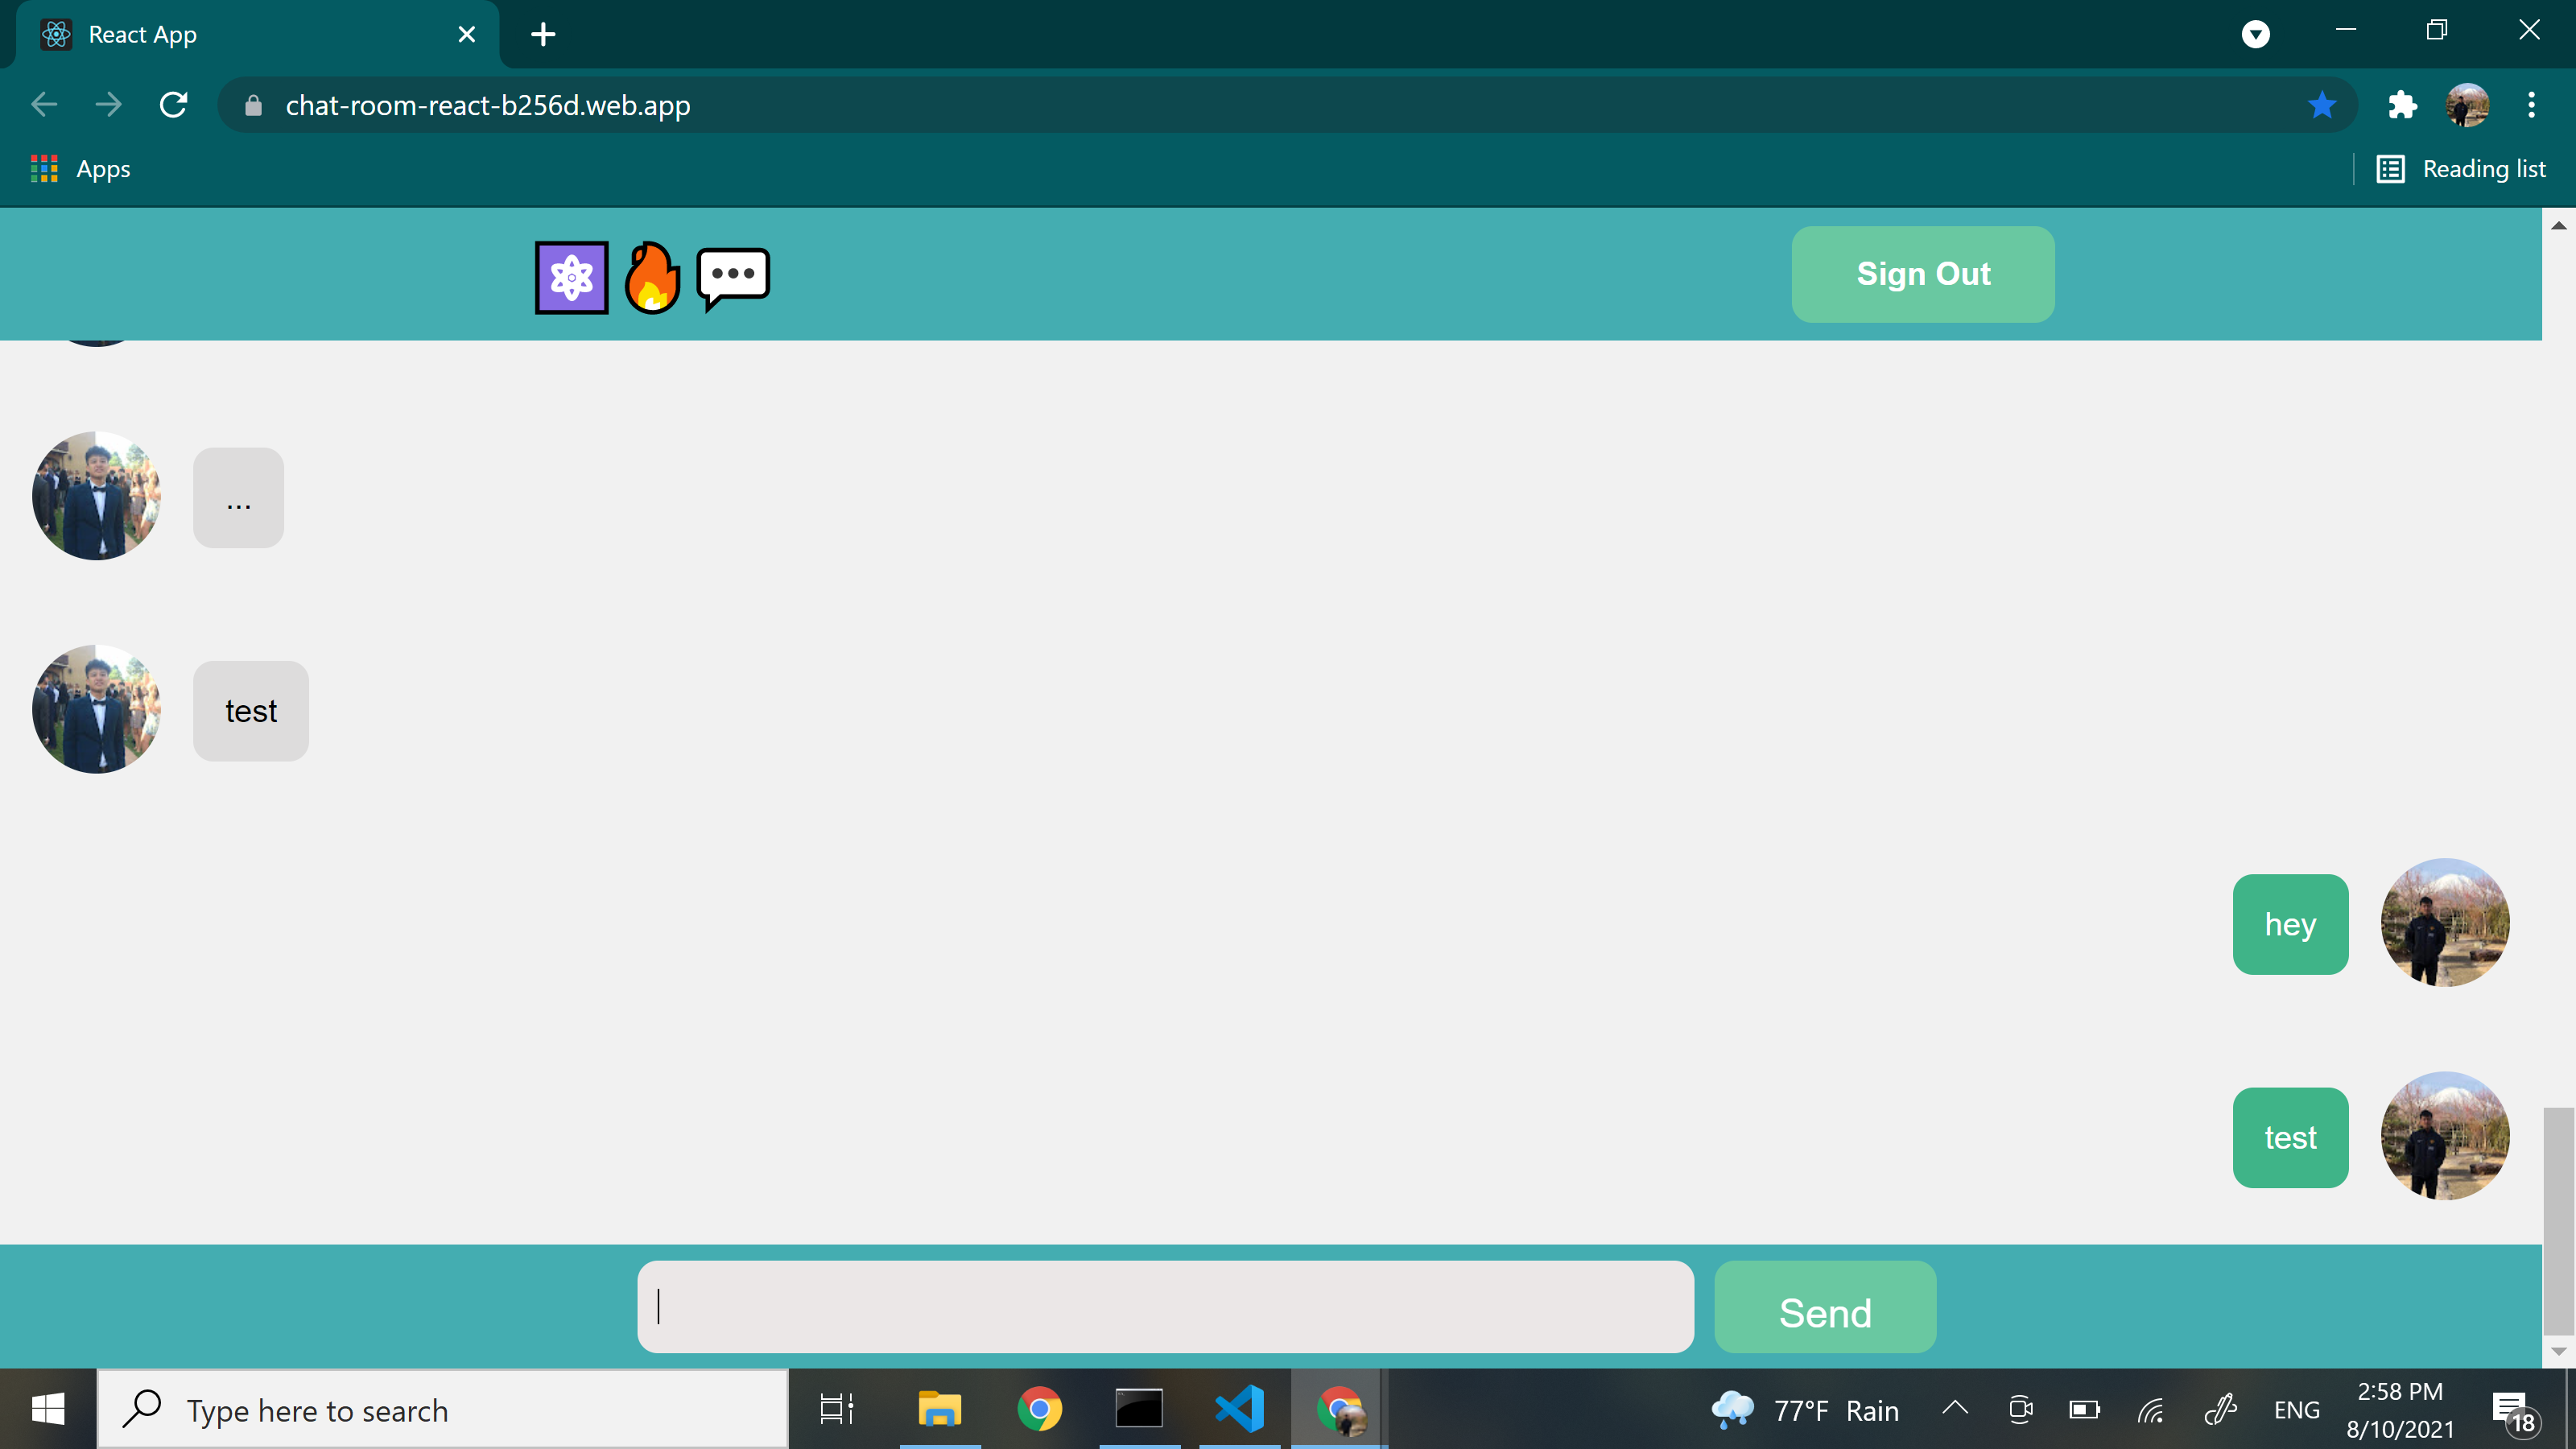 React App
chat-room-react-b256d.web.app
Apps
Reading list
Sign Out
...
test
hey
test
Send
Type here to search
77°F Rain
ENG
2:58 PM
8/10/2021
18